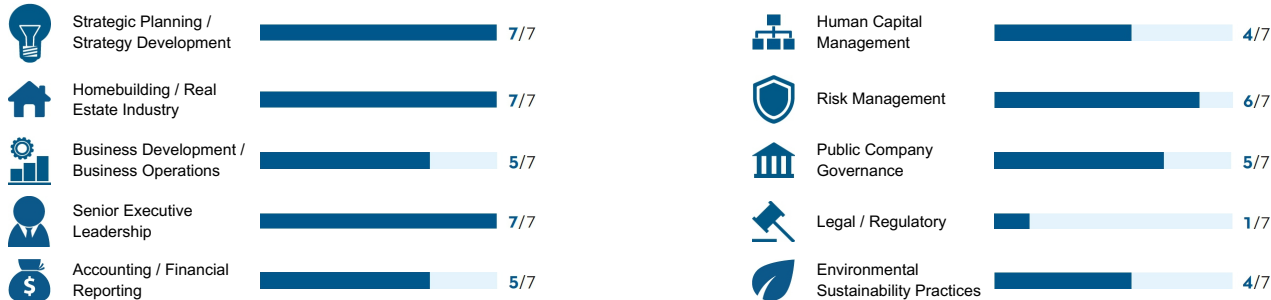 Strategic Planning /
Strategy Development
7/7
Homebuilding / Real
Estate Industry
7/7
Business Development /
Business Operations
5/7
Senior Executive
Leadership
7/7
Accounting / Financial
Reporting
5/7
$
Human Capital
Management
4/7
Risk Management
6/7
Public Company
Governance
5/7
Legal / Regulatory
1/7
Environmental
Sustainability Practices
4/7